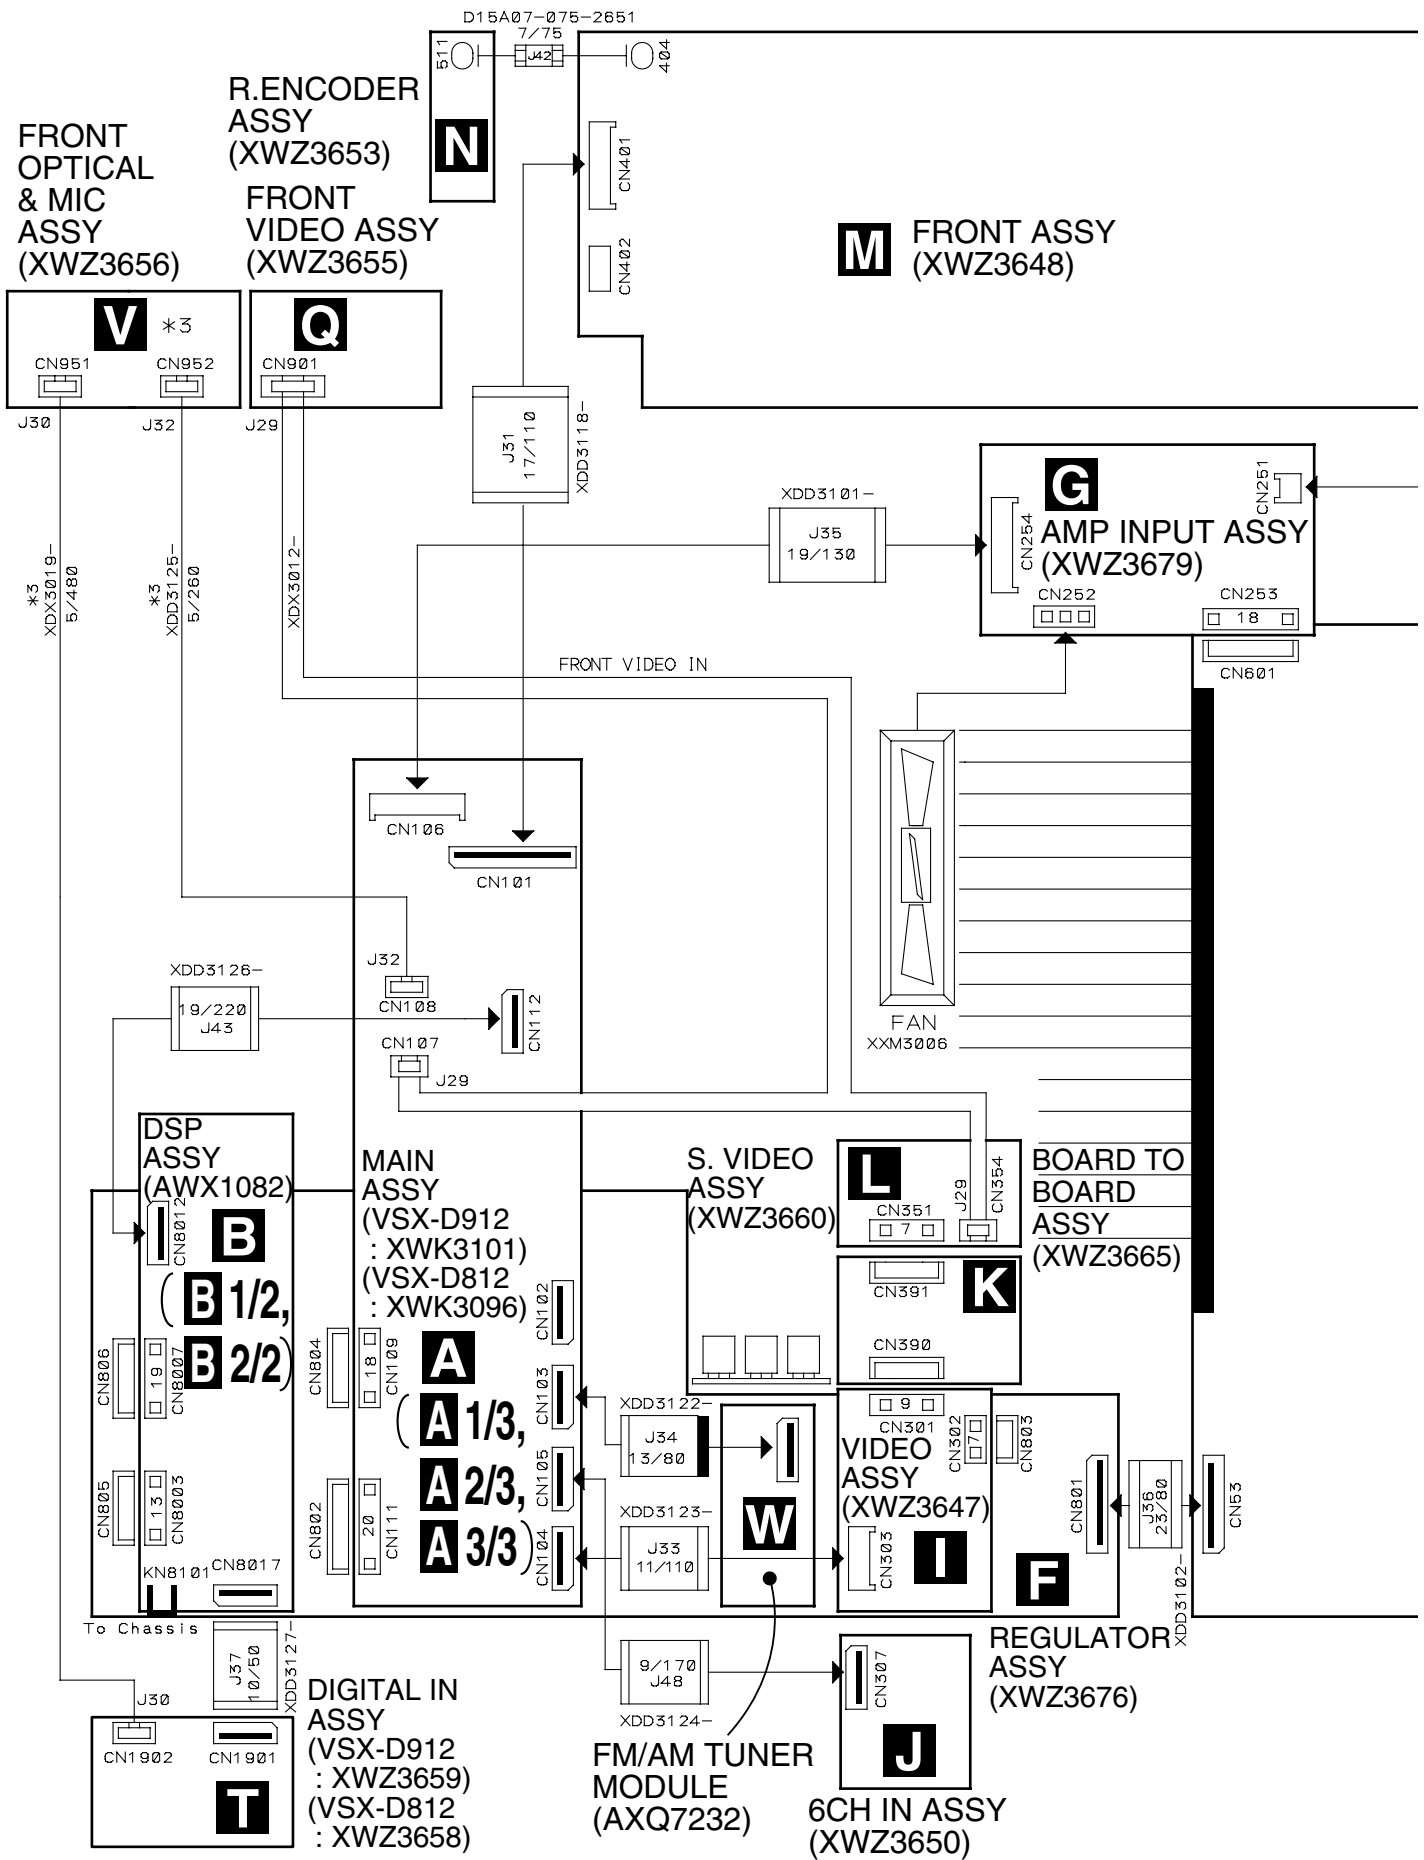 D15A07-075-2651
7/75
J42
511
404
R.ENCODER
ASSY
(XWZ3653)
N
FRONT
OPTICAL
& MIC
ASSY
(XWZ3656)
FRONT
VIDEO ASSY
(XWZ3655)
CN401
CN402
M
FRONT ASSY
(XWZ3648)
V
*3
CN951
CN952
Q
CN901
J30
J32
J29
J31
17/110
XDD3118-
*3
XDX3019-
5/480
*3
XDD3125-
5/260
XDX3012-
XDD3101-
J35
19/130
G
CN251
CN254
AMP INPUT ASSY
(XWZ3679)
CN252
CN253
18
CN601
FRONT VIDEO IN
CN106
CN101
J32
CN108
CN112
CN107
J29
XDD3126-
19/220
J43
FAN
XXM3006
DSP
ASSY
(AWX1082)
B
CN8012
(B 1/2,
B 2/2)
CN806
19
CN8007
CN805
13
CN8003
KN8101
CN8017
To Chassis
MAIN
ASSY
(VSX-D912
: XWK3101)
(VSX-D812
: XWK3096)
A
(A 1/3,
A 2/3,
A 3/3)
CN804
18
CN109
CN802
20
CN111
CN102
CN103
CN105
CN104
S. VIDEO
ASSY
(XWZ3660)
L
CN351
7
J29
CN354
BOARD TO
BOARD
ASSY
(XWZ3665)
K
CN391
CN390
XDD3122-
J34
13/80
XDD3123-
J33
11/110
W
9
CN301
CN302
7
CN803
VIDEO
ASSY
(XWZ3647)
CN303
I
F
CN801
J36
23/80
XDD3102-
CN53
REGULATOR
ASSY
(XWZ3676)
9/170
J48
XDD3124-
CN307
J
6CH IN ASSY
(XWZ3650)
FM/AM TUNER
MODULE
(AXQ7232)
J37
10/50
XDD3127-
J30
CN1902
CN1901
T
DIGITAL IN
ASSY
(VSX-D912
: XWZ3659)
(VSX-D812
: XWZ3658)